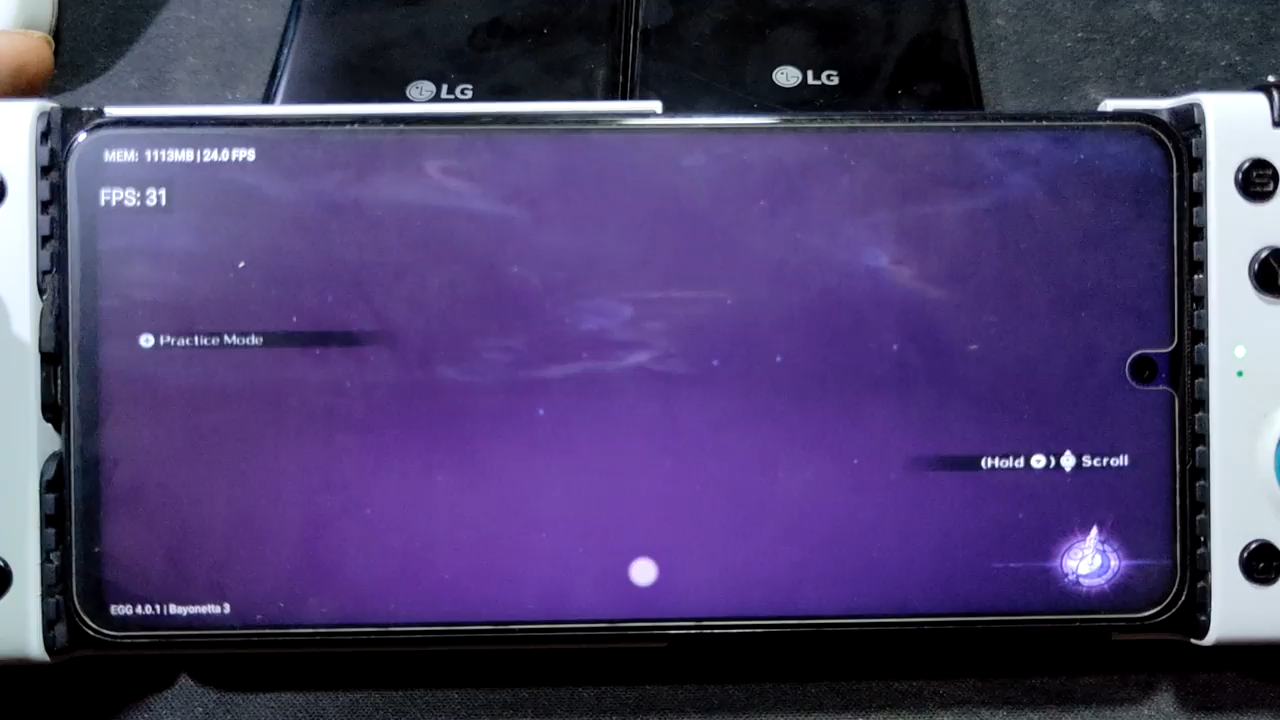 LG
LG
MEM: 1113MB | 24.0 FPS
FPS: 31
Practice Mode
(Hold ) Scroll
EGG 4.0.1 | Bayonetta 3